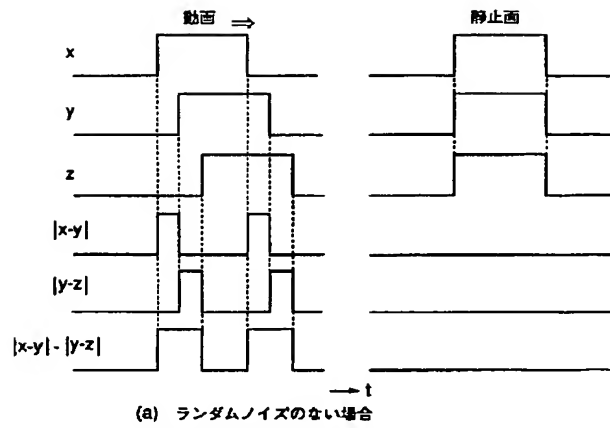 動画 ⇒
静止画
x
y
z
|x-y|
|y-z|
|x-y| - |y-z|
→ t
(a) ランダムノイズのない場合